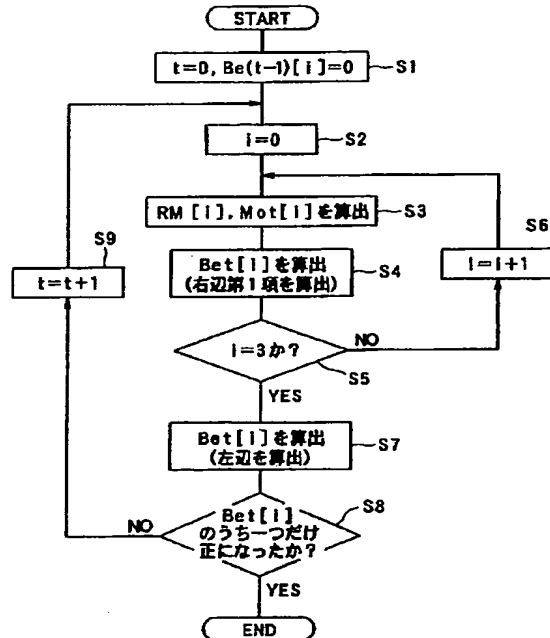 START
t=0, Be(t-1)[i]=0
S1
i=0
S2
RM[i], Mot[i]を算出
S3
S6
i=i+1
S9
t=t+1
Bet[i]を算出
(右辺第1項を算出)
S4
i=3か?
NO
S5
YES
Bet[i]を算出
(左辺を算出)
S7
Bet[i]
のうち一つだけ
正になったか?
S8
NO
YES
END